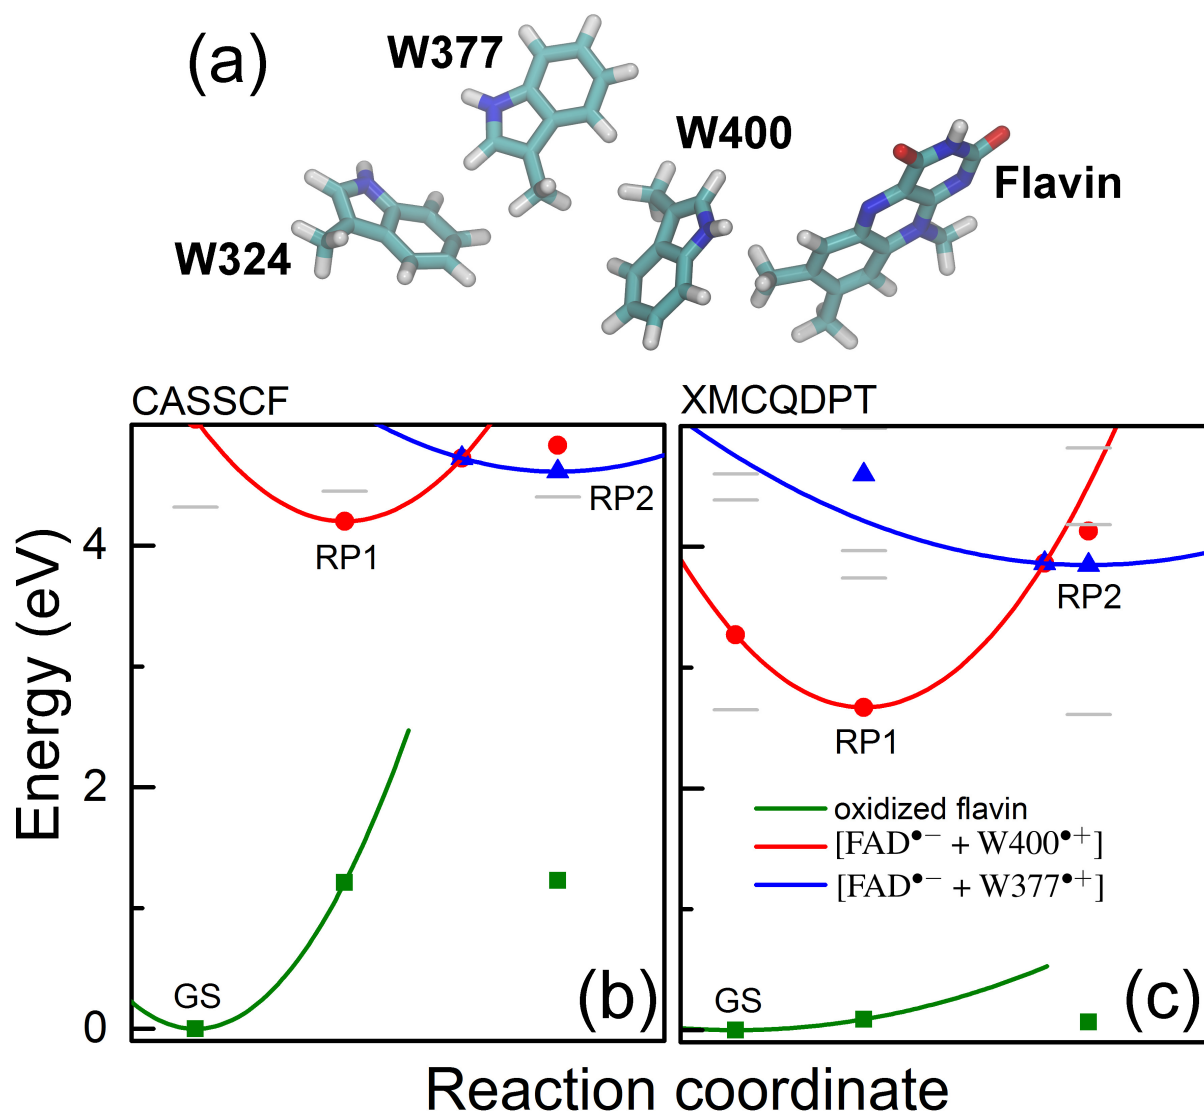 (a)
W377
W400
Flavin
W324
CASSCF
XMCQDPT
Energy (eV)
4
2
0
RP1
RP2
GS
(b)
RP1
RP2
oxidized flavin
[FAD•− + W400•+]
[FAD•− + W377•+]
GS
(c)
Reaction coordinate